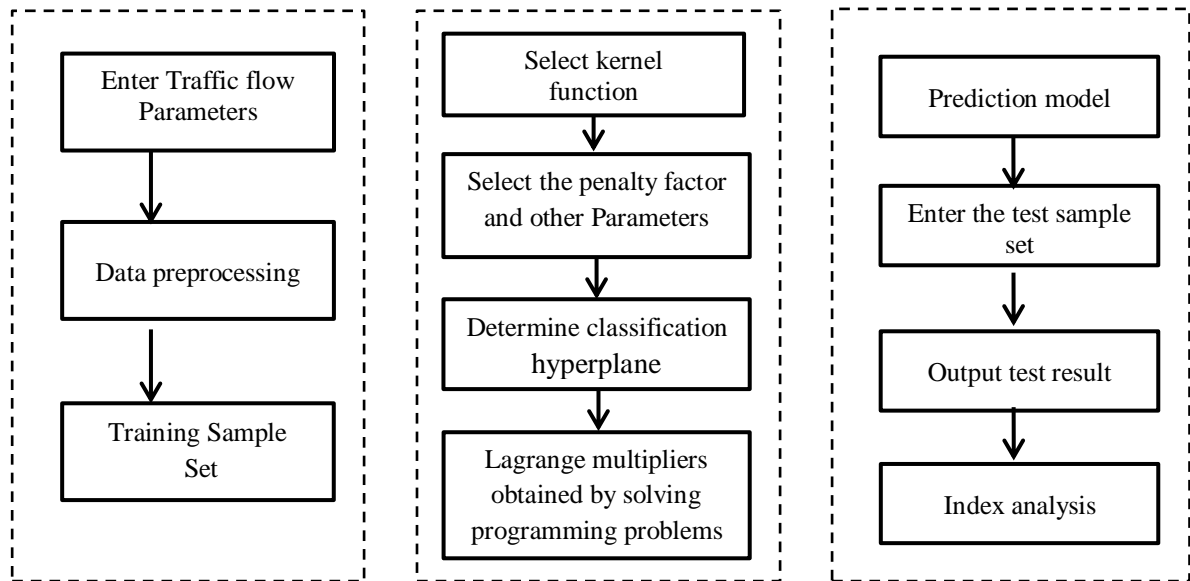 Enter Traffic flow
Parameters
Data preprocessing
Training Sample
Set
Select kernel
function
Select the penalty factor
and other Parameters
Determine classification
hyperplane
Lagrange multipliers
obtained by solving
programming problems
Prediction model
Enter the test sample
set
Output test result
Index analysis